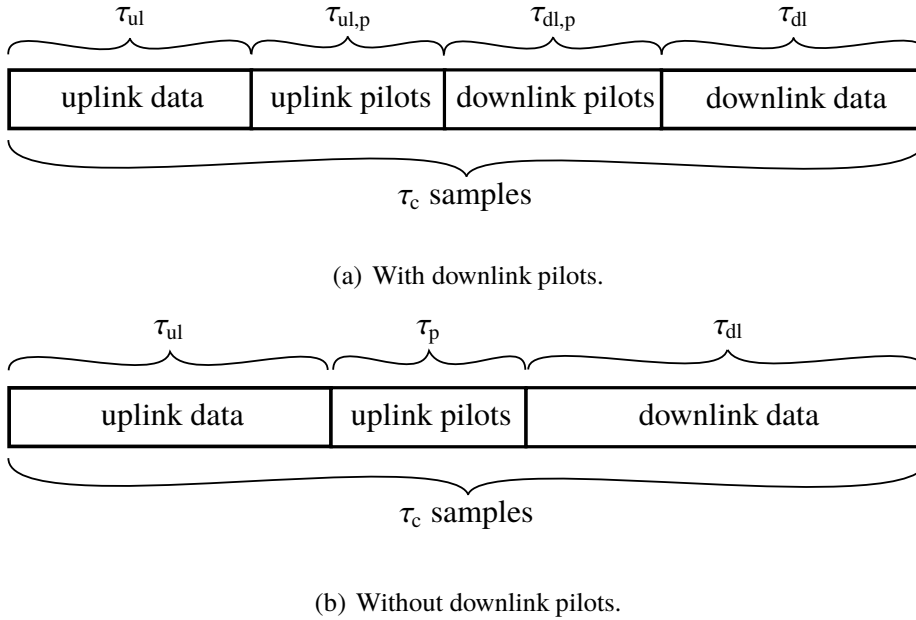 τul τul,p τdl,p τdl
uplink data uplink pilots downlink pilots downlink data
τc samples
(a) With downlink pilots.
τul τp τdl
uplink data uplink pilots downlink data
τc samples
(b) Without downlink pilots.